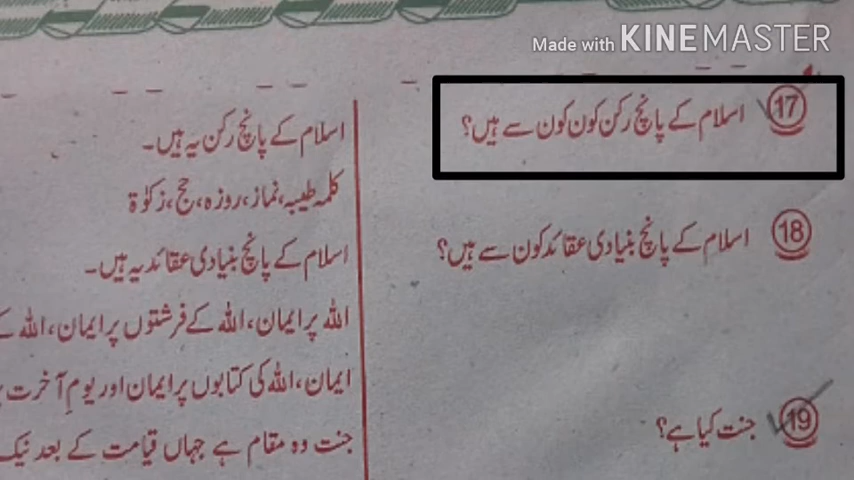 Made with KINEMASTER
17 اسلام کے پانچ رکن کون کون سے ہیں؟
اسلام کے پانچ رکن یہ ہیں۔
کلمہ طیبہ، نماز، روزہ، حج، زکوٰۃ
18 اسلام کے پانچ بنیادی عقائد کون سے ہیں؟
اسلام کے پانچ بنیادی عقائد یہ ہیں۔
اللہ پر ایمان، اللہ کے فرشتوں پر ایمان، اللہ
ایمان، اللہ کی کتابوں پر ایمان اور یومِ آخرت
19 جنت کیا ہے؟
جنت وہ مقام ہے جہاں قیامت کے بعد نیک